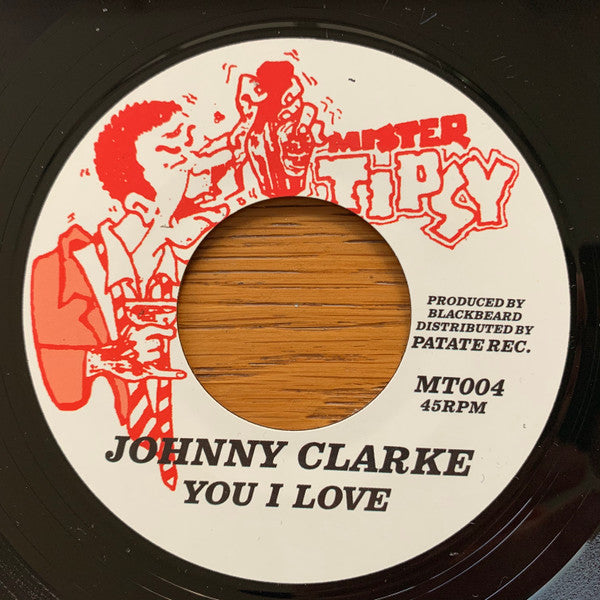 MISTER
TIPSY
PRODUCED BY
BLACKBEARD
DISTRIBUTED BY
PATATE REC.
MT004
45RPM
JOHNNY CLARKE
YOU I LOVE